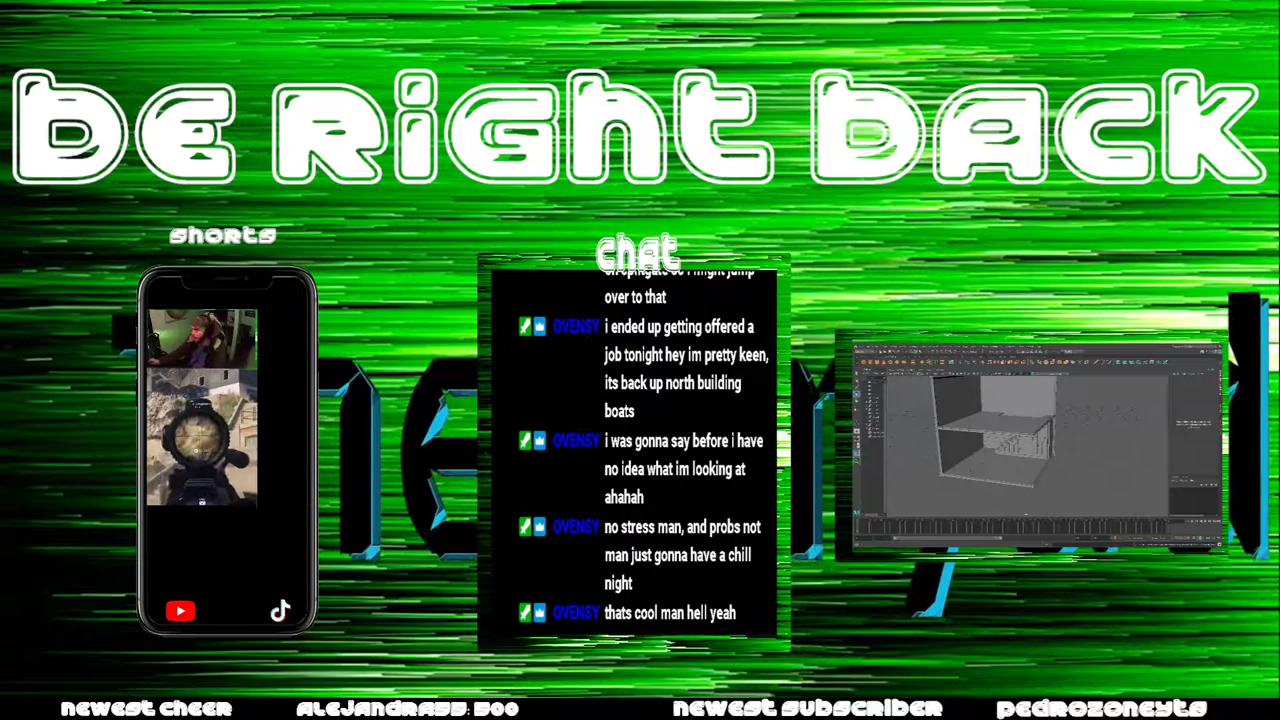 BE RIGHT BACK
SHORTS
CHAT
over to that
OVENSY i ended up getting offered a
job tonight hey im pretty keen,
its back up north building
boats
OVENSY i was gonna say before i have
no idea what im looking at
ahahah
OVENSY no stress man, and probs not
man just gonna have a chill
night
OVENSY thats cool man hell yeah
NEWEST CHEER ALEJANDRA55: 500 NEWEST SUBSCRIBER PEDROZONEYTS